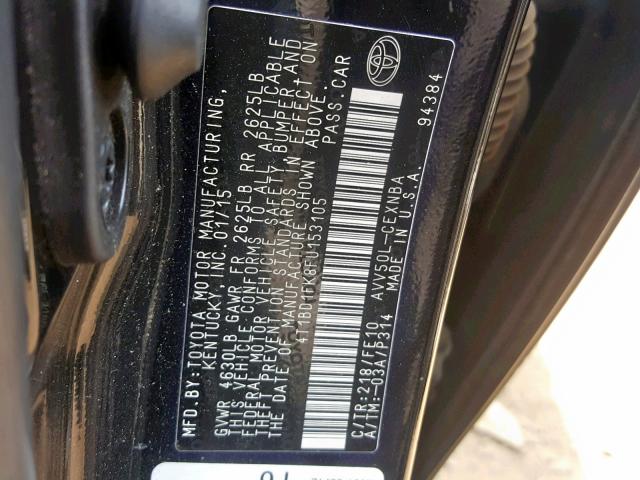 MFD.BY: TOYOTA MOTOR MANUFACTURING,
KENTUCKY, INC. 01/15
GVWR 4630LB GAWR FR 2625LB RR 2625LB
THIS VEHICLE CONFORMS TO ALL APPLICABLE
FEDERAL MOTOR VEHICLE SAFETY BUMPER, AND
THEFT PREVENTION STANDARDS IN EFFECT ON
THE DATE OF MANUFACTURE SHOWN ABOVE.
4T1BD1FK8FU153105 PASS.CAR
C/TR:218/FE10 AVV50L-CEXNBA
A/TM:-03A/P314 MADE IN U.S.A.
94384